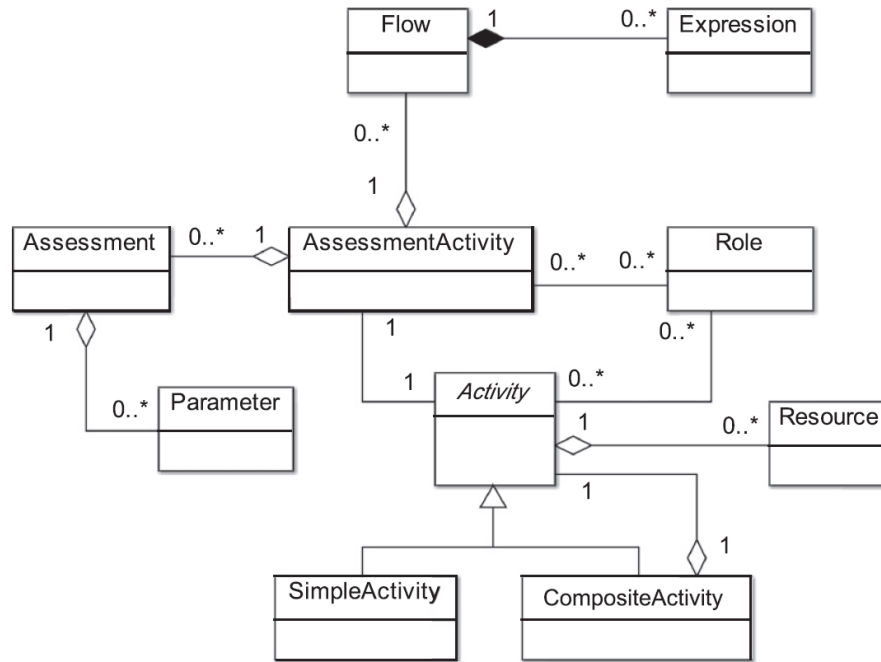 Flow
1
0..*
Expression
0..*
1
Assessment
0..*
1
AssessmentActivity
0..*
0..*
Role
1
1
0..*
0..*
Parameter
1
Activity
0..*
1
0..*
Resource
1
1
SimpleActivity
CompositeActivity